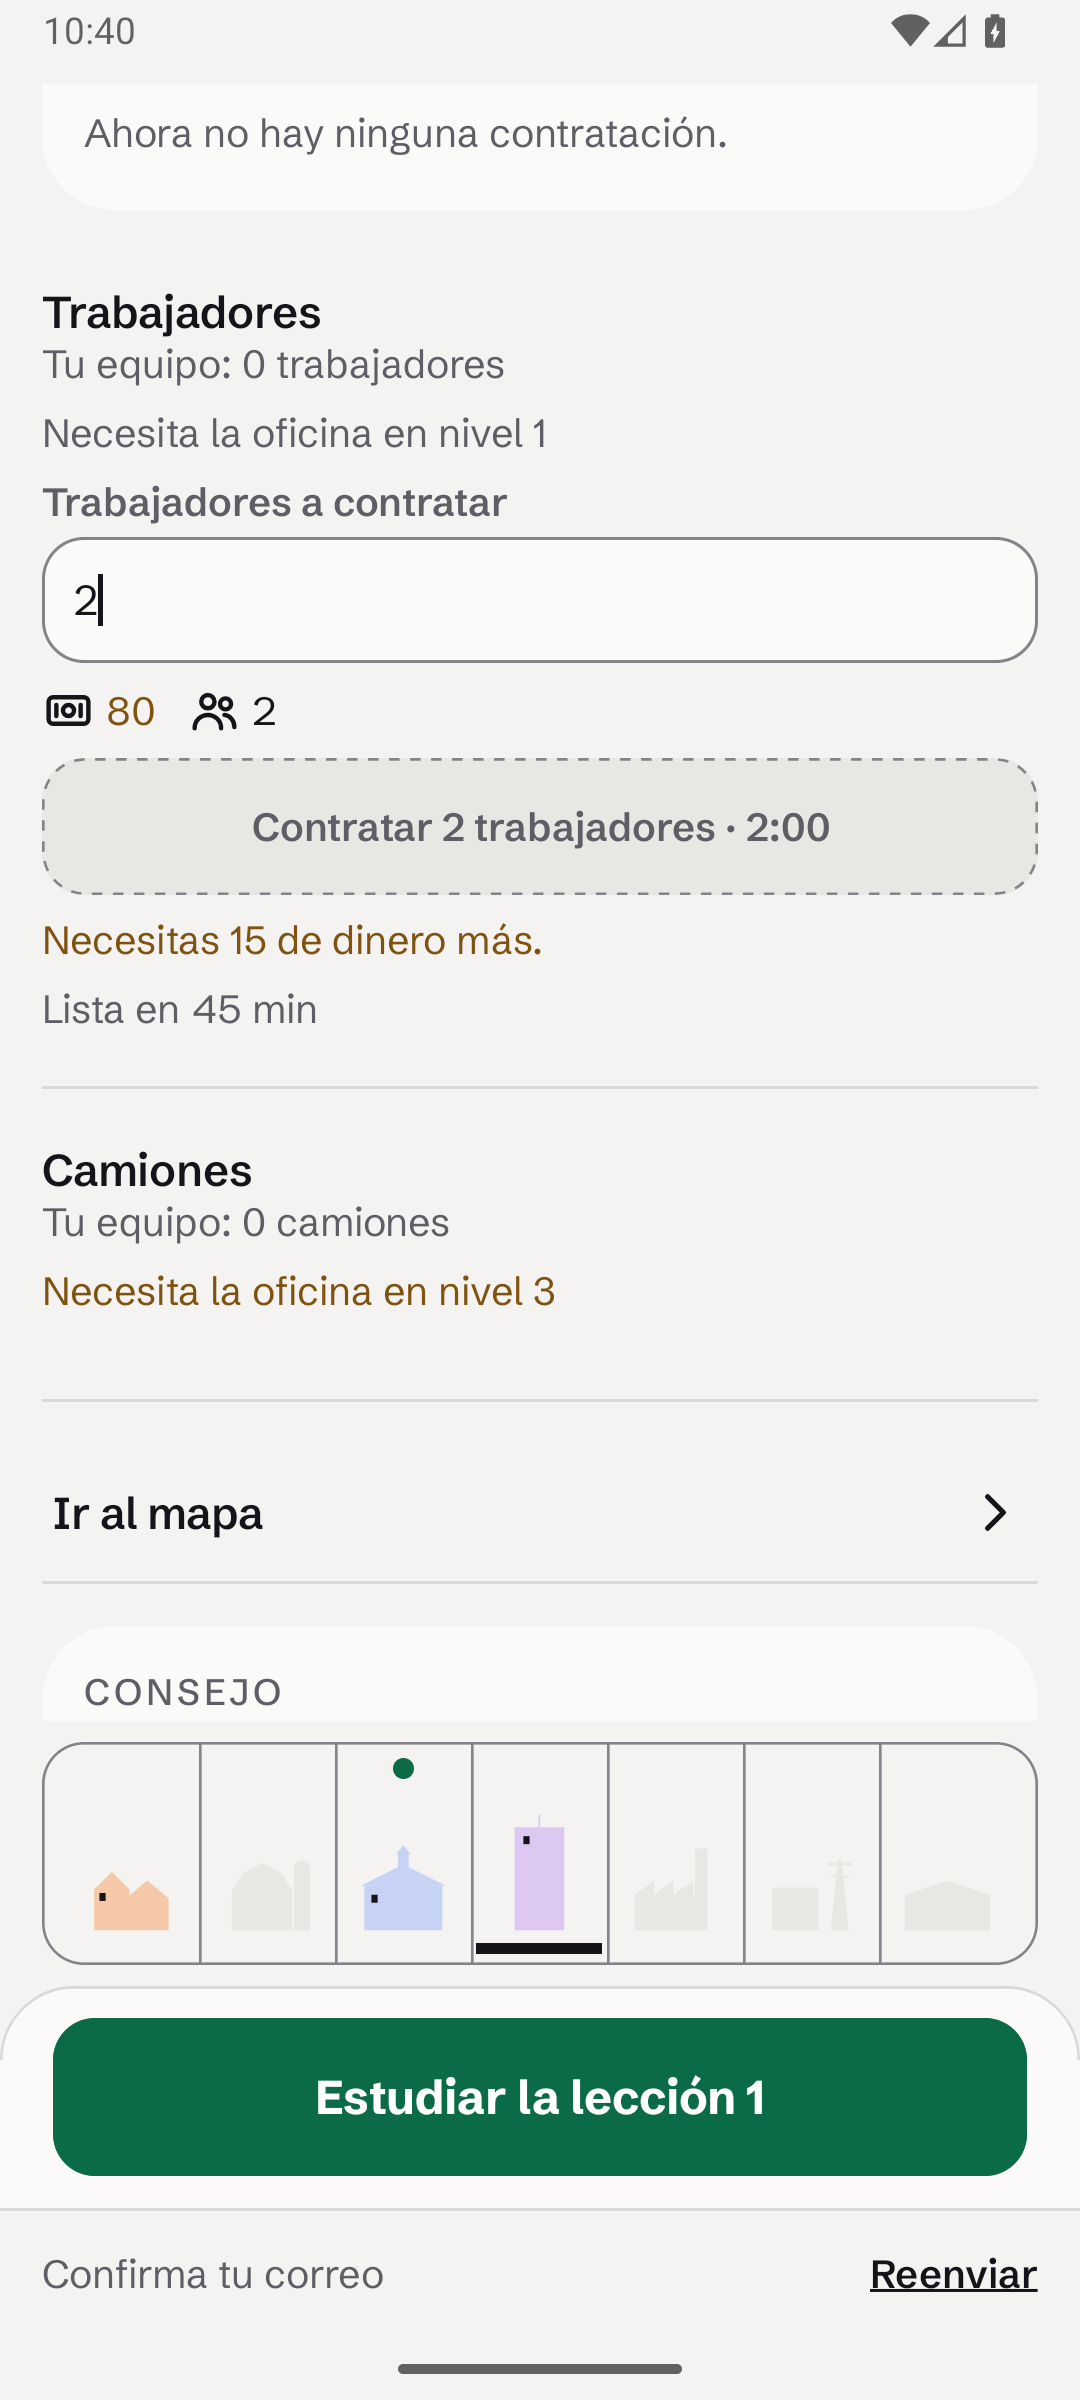 10:40
Ahora no hay ninguna contratación.
Trabajadores
Tu equipo: 0 trabajadores
Necesita la oficina en nivel 1
Trabajadores a contratar
2
80 2
Contratar 2 trabajadores · 2:00
Necesitas 15 de dinero más.
Lista en 45 min
Camiones
Tu equipo: 0 camiones
Necesita la oficina en nivel 3
Ir al mapa
CONSEJO
Estudiar la lección 1
Confirma tu correo Reenviar